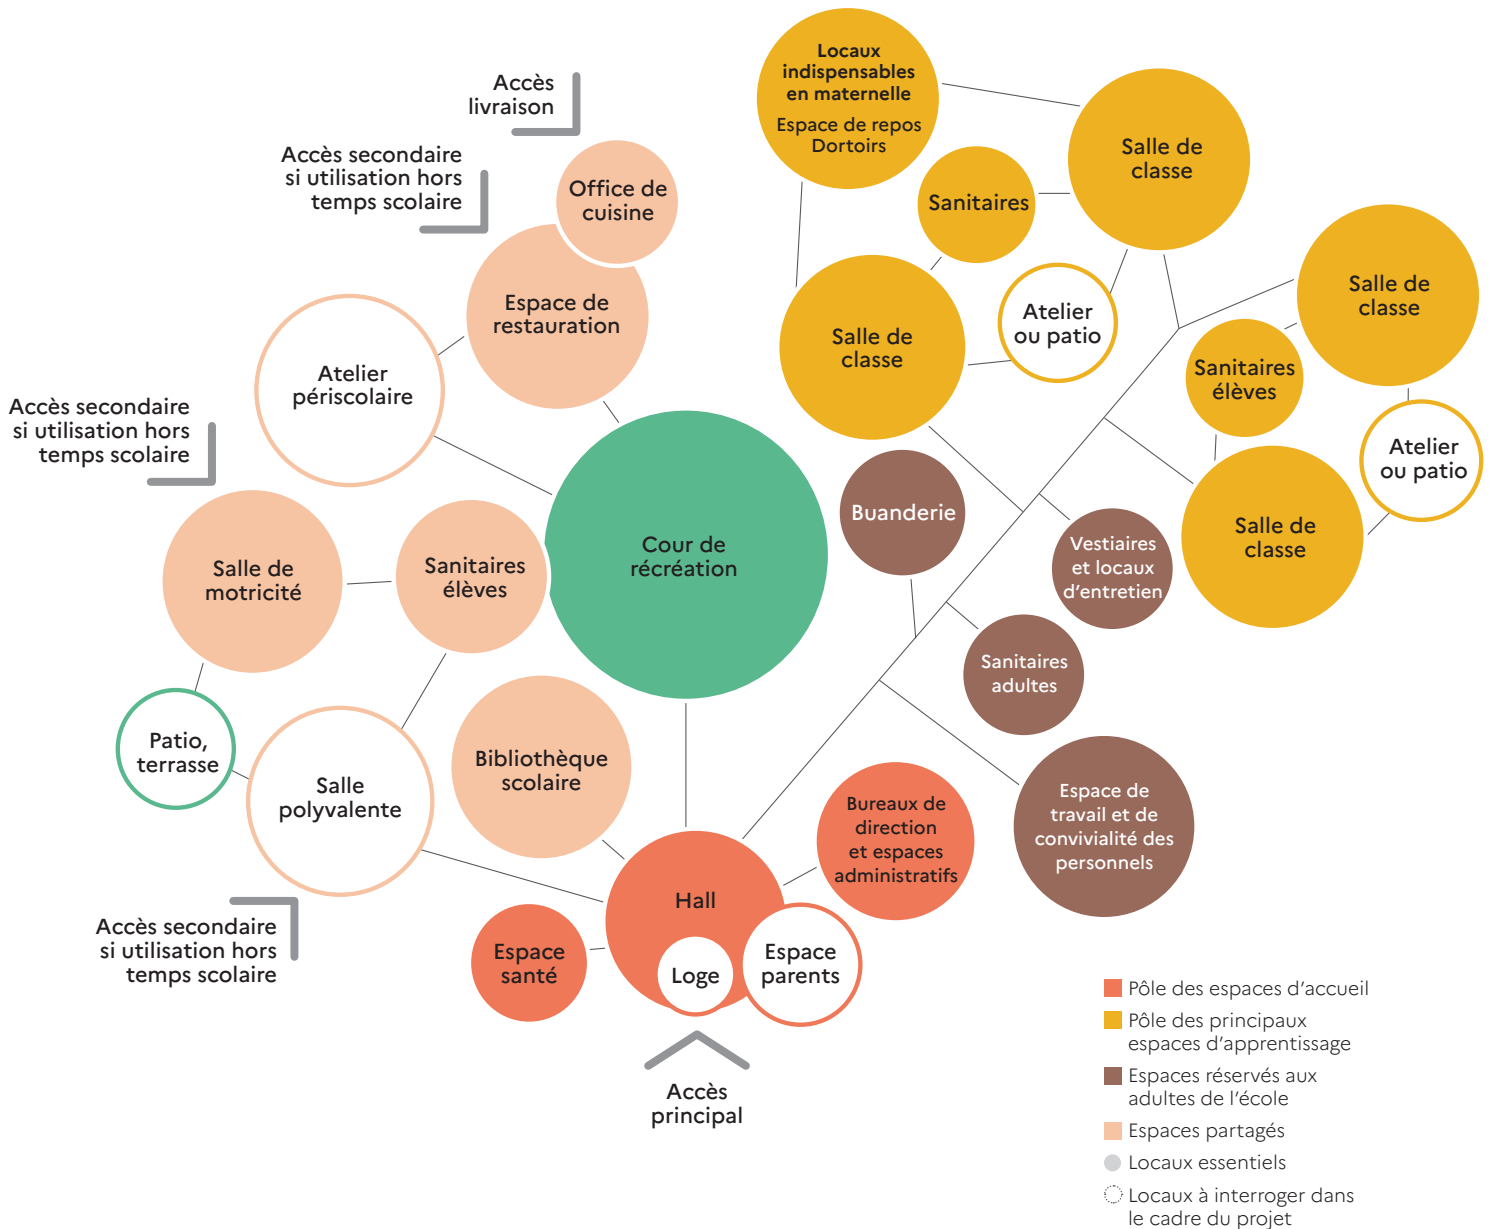 Locaux
indispensables
en maternelle
Espace de repos
Dortoirs
Accès
livraison
Salle de
classe
Accès secondaire
si utilisation hors
temps scolaire
Office de
cuisine
Sanitaires
Salle de
classe
Espace de
restauration
Atelier
ou patio
Salle de
classe
Atelier
périscolaire
Sanitaires
élèves
Accès secondaire
si utilisation hors
temps scolaire
Atelier
ou patio
Buanderie
Salle de
classe
Cour de
récréation
Vestiaires
et locaux
d’entretien
Salle de
motricité
Sanitaires
élèves
Sanitaires
adultes
Patio,
terrasse
Bibliothèque
scolaire
Salle
polyvalente
Espace de
travail et de
convivialité des
personnels
Bureaux de
direction
et espaces
administratifs
Hall
Accès secondaire
si utilisation hors
temps scolaire
Espace
santé
Loge
Espace
parents
Accès
principal
Pôle des espaces d’accueil
Pôle des principaux
espaces d’apprentissage
Espaces réservés aux
adultes de l’école
Espaces partagés
Locaux essentiels
Locaux à interroger dans
le cadre du projet